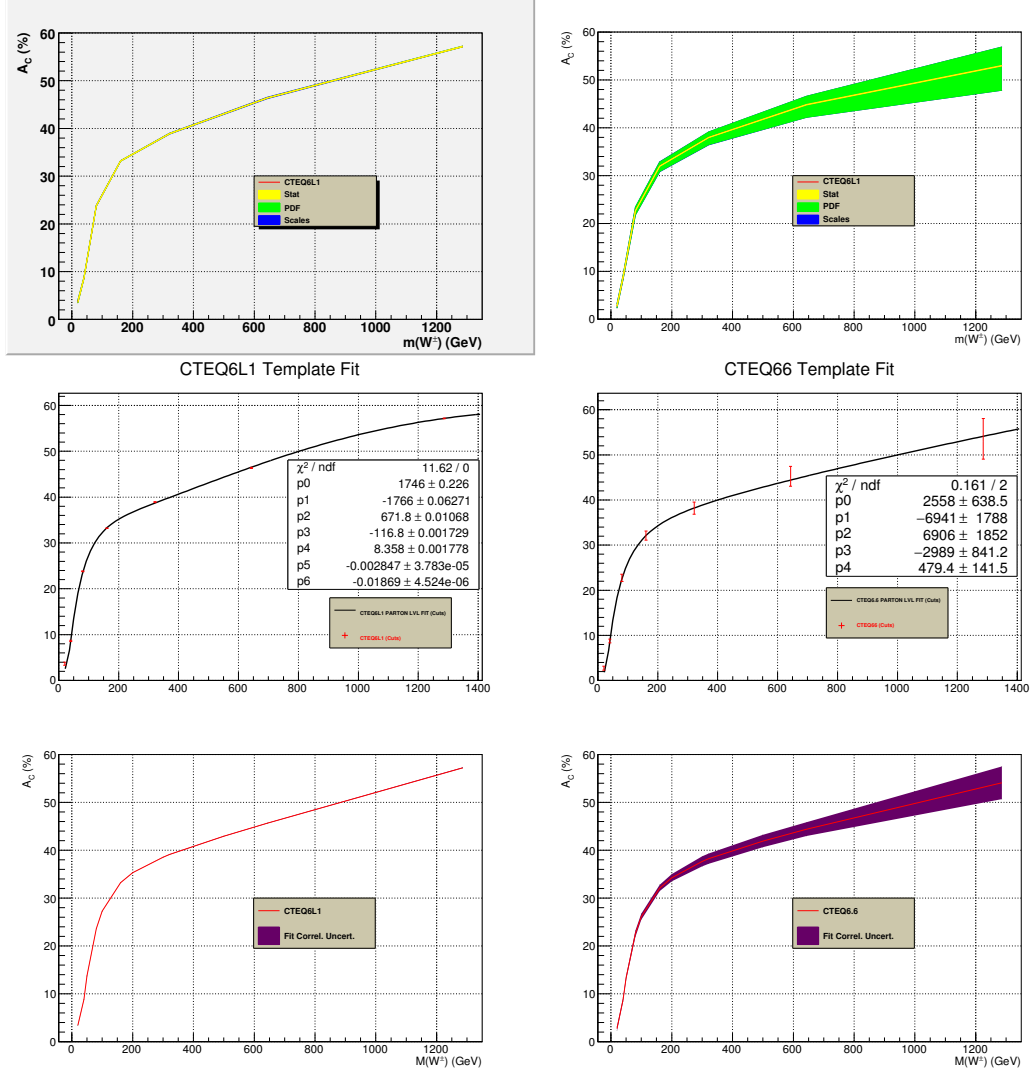 A_C (%)
60
50
40
30
20
10
0
CTEQ6L1
Stat
PDF
Scales
0 200 400 600 800 1000 1200
m(W±) (GeV)
A_C (%)
60
50
40
30
20
10
0
CTEQ6L1
Stat
PDF
Scales
0 200 400 600 800 1000 1200
m(W±) (GeV)
CTEQ6L1 Template Fit
60
50
40
30
20
10
0
χ² / ndf 11.62 / 0
p0 1746 ± 0.226
p1 -1766 ± 0.06271
p2 671.8 ± 0.01068
p3 -116.8 ± 0.001729
p4 8.358 ± 0.001778
p5 -0.002847 ± 3.783e-05
p6 -0.01869 ± 4.524e-06
CTEQ6L1 PARTON LVL FIT (Cuts)
CTEQ6L1 (Cuts)
0 200 400 600 800 1000 1200 1400
CTEQ66 Template Fit
60
50
40
30
20
10
0
χ² / ndf 0.161 / 2
p0 2558 ± 638.5
p1 −6941 ± 1788
p2 6906 ± 1852
p3 −2989 ± 841.2
p4 479.4 ± 141.5
CTEQ6.6 PARTON LVL FIT (Cuts)
CTEQ66 (Cuts)
0 200 400 600 800 1000 1200 1400
A_C (%)
60
50
40
30
20
10
0
CTEQ6L1
Fit Correl. Uncert.
0 200 400 600 800 1000 1200
M(W±) (GeV)
A_C (%)
60
50
40
30
20
10
0
CTEQ6.6
Fit Correl. Uncert.
0 200 400 600 800 1000 1200
M(W±) (GeV)